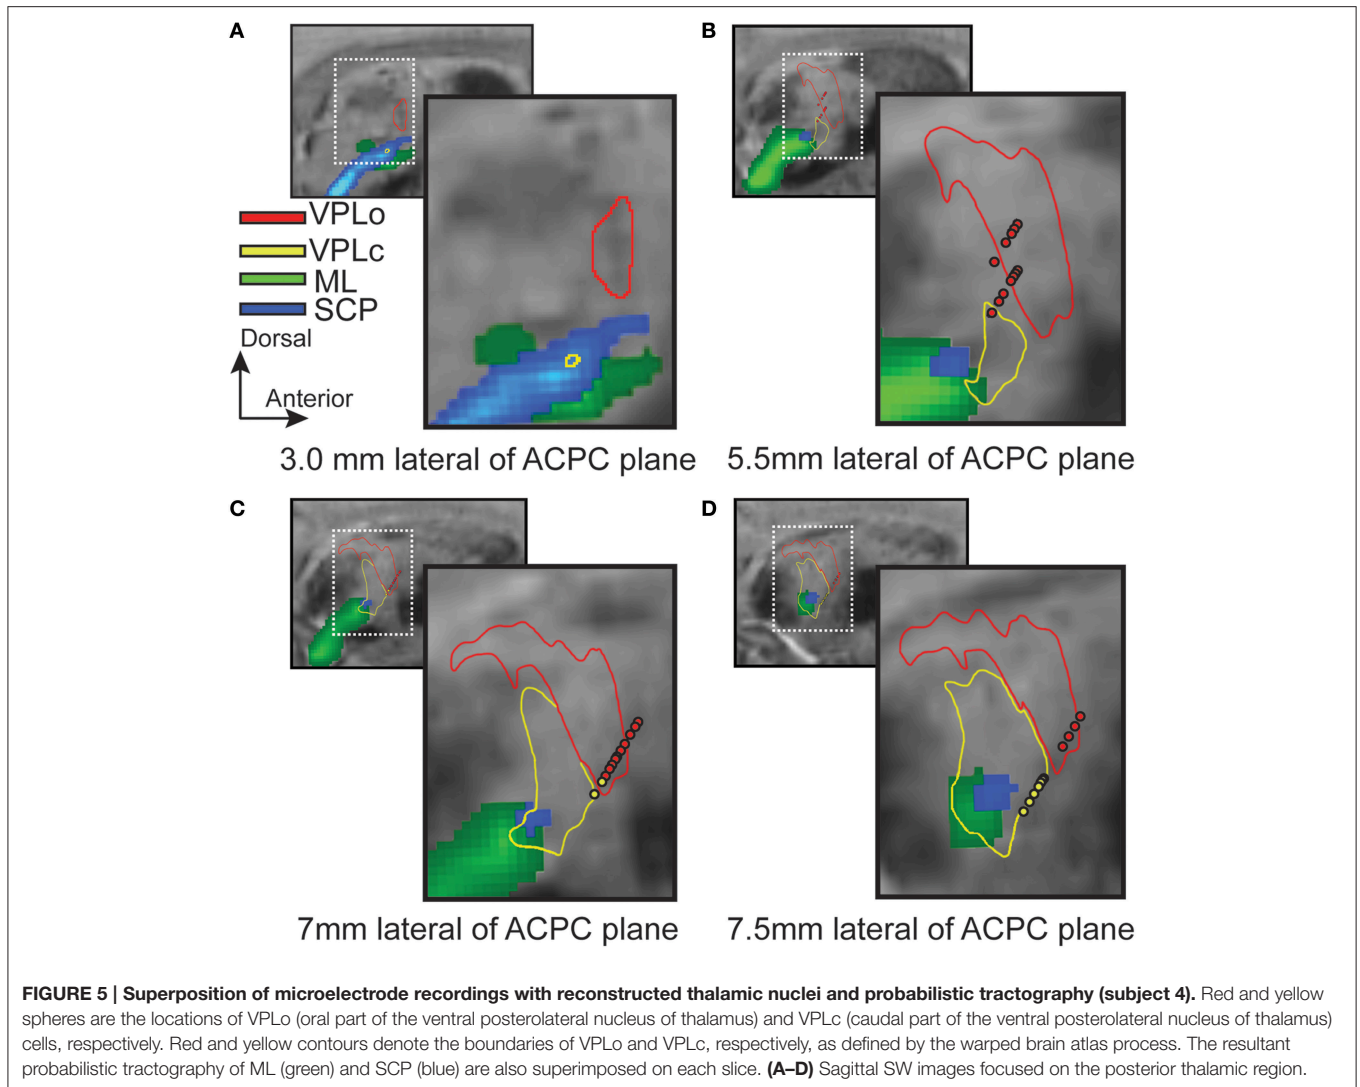 A
B
VPLo
VPLc
ML
SCP
Dorsal
Anterior
3.0 mm lateral of ACPC plane
5.5mm lateral of ACPC plane
C
D
7mm lateral of ACPC plane
7.5mm lateral of ACPC plane
FIGURE 5 | Superposition of microelectrode recordings with reconstructed thalamic nuclei and probabilistic tractography (subject 4). Red and yellow
spheres are the locations of VPLo (oral part of the ventral posterolateral nucleus of thalamus) and VPLc (caudal part of the ventral posterolateral nucleus of thalamus)
cells, respectively. Red and yellow contours denote the boundaries of VPLo and VPLc, respectively, as defined by the warped brain atlas process. The resultant
probabilistic tractography of ML (green) and SCP (blue) are also superimposed on each slice. (A–D) Sagittal SW images focused on the posterior thalamic region.